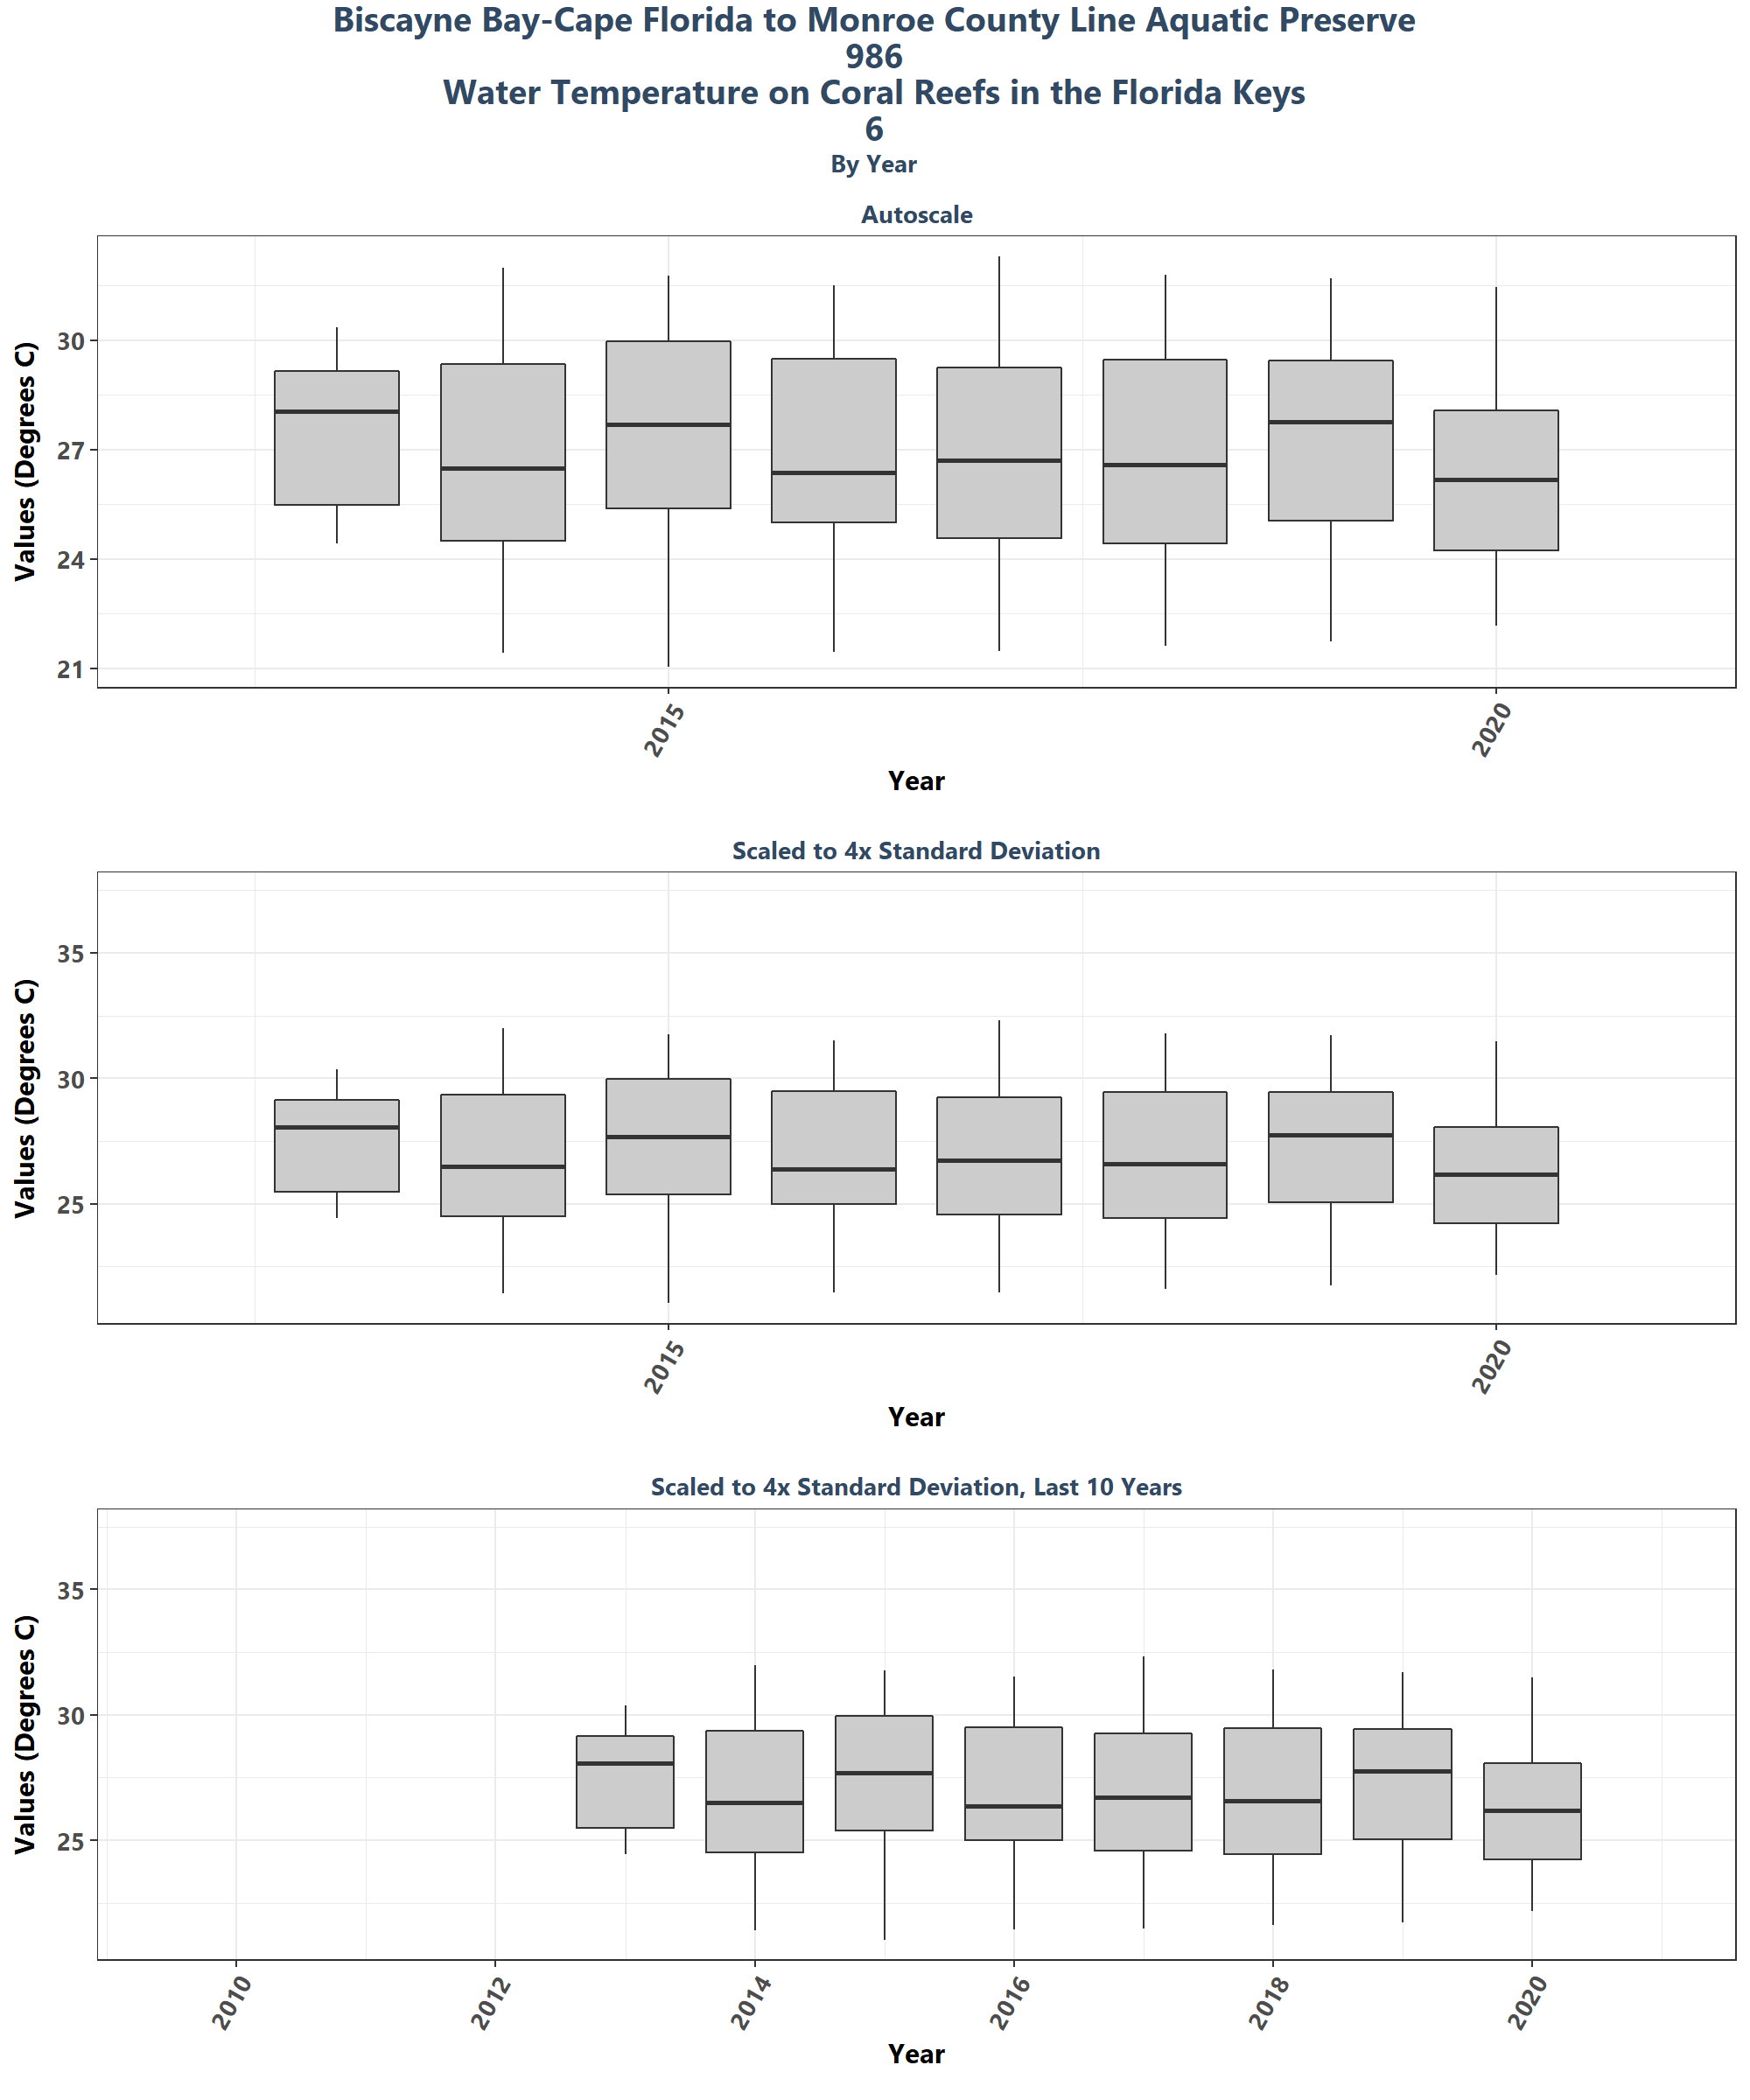 Biscayne Bay-Cape Florida to Monroe County Line Aquatic Preserve
986
Water Temperature on Coral Reefs in the Florida Keys
6
By Year
Autoscale
Values (Degrees C)
30
27
24
21
2015
2020
Year
Scaled to 4x Standard Deviation
Values (Degrees C)
35
30
25
2015
2020
Year
Scaled to 4x Standard Deviation, Last 10 Years
Values (Degrees C)
35
30
25
2010
2012
2014
2016
2018
2020
Year